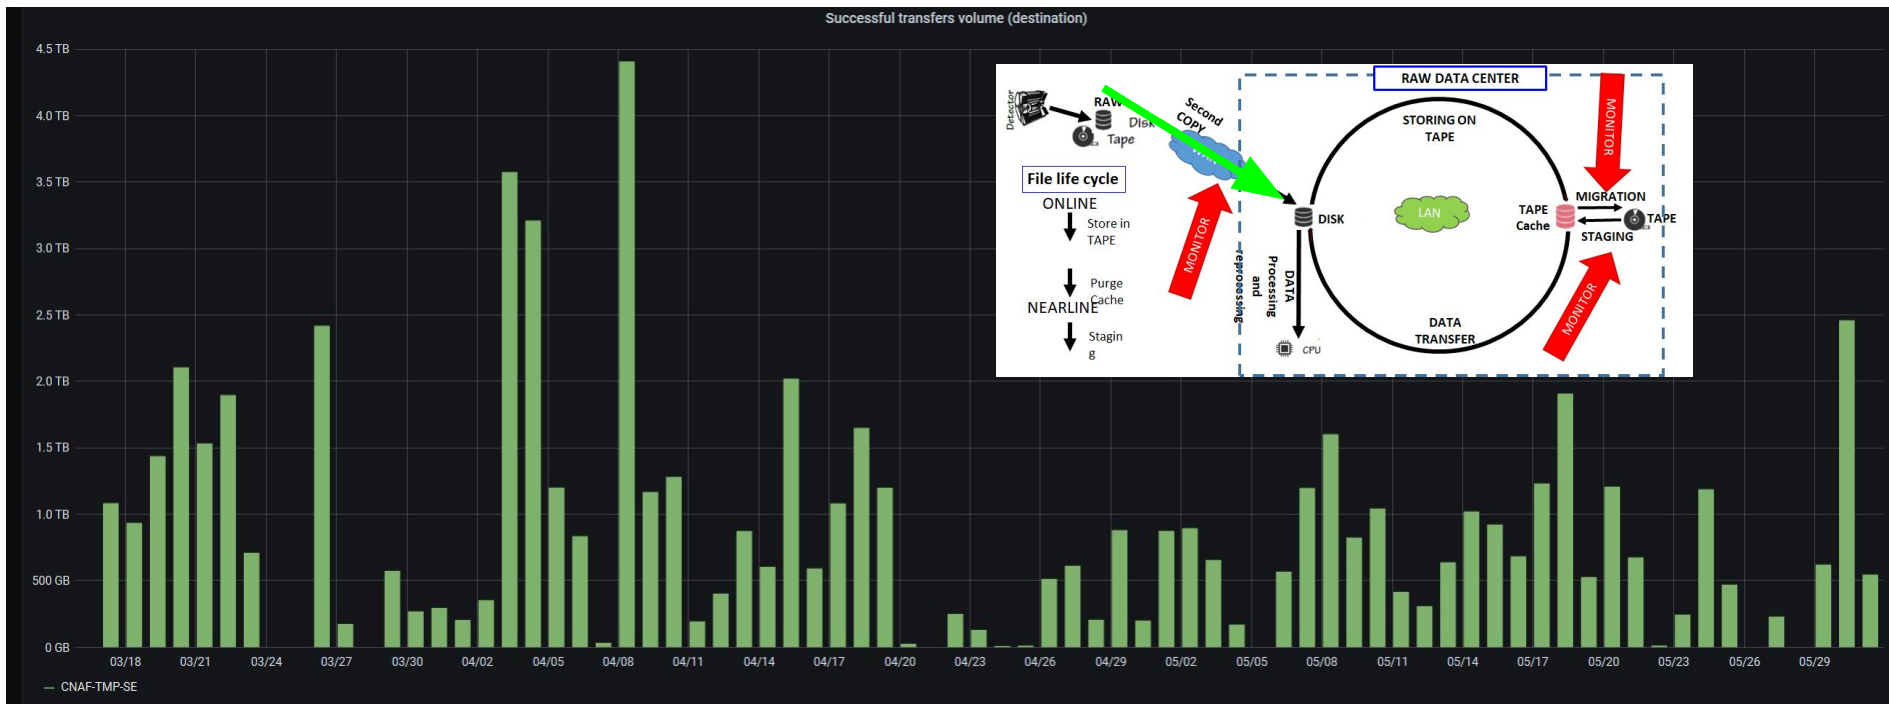 Successful transfers volume (destination)
4.5 TB
4.0 TB
3.5 TB
3.0 TB
2.5 TB
2.0 TB
1.5 TB
1.0 TB
500 GB
0 GB
03/18 03/21 03/24 03/27 03/30 04/02 04/05 04/08 04/11 04/14 04/17 04/20 04/23 04/26 04/29 05/02 05/05 05/08 05/11 05/14 05/17 05/20 05/23 05/26 05/29
CNAF-TMP-SE
Detector
RAW
Disk
Tape
Second
COPY
WAN
File life cycle
ONLINE
Store in
TAPE
Purge
Cache
NEARLINE
Stagin
g
MONITOR
RAW DATA CENTER
STORING ON
TAPE
LAN
DISK
DATA
Processing
and
reprocessing
CPU
DATA
TRANSFER
TAPE
Cache
MIGRATION
TAPE
STAGING
MONITOR
MONITOR